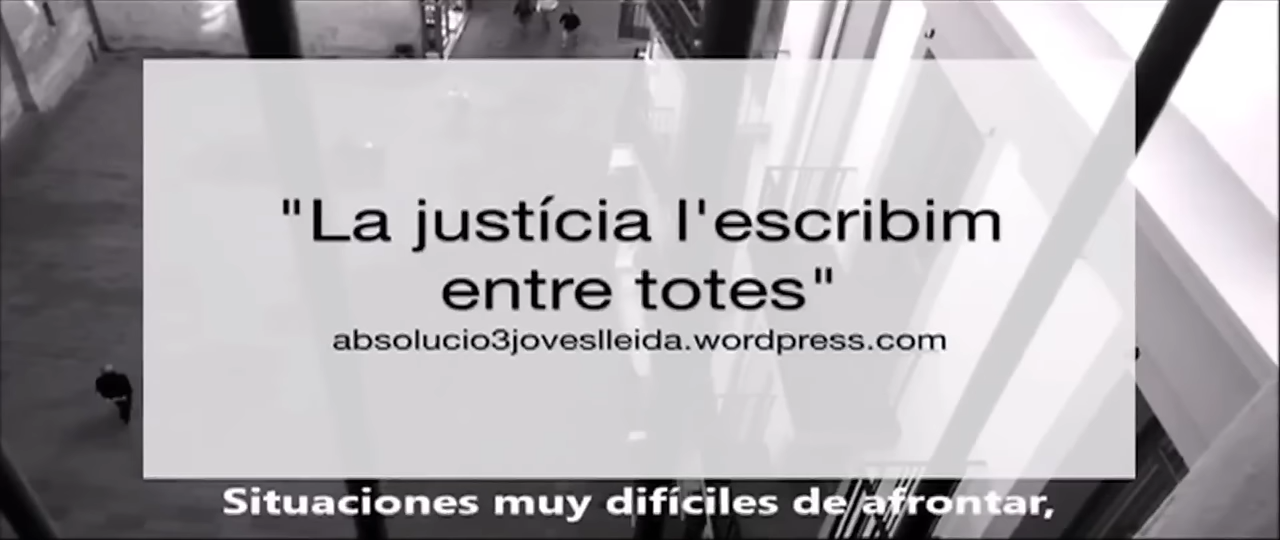 "La justícia l'escribim
entre totes"
absolucio3joveslleida.wordpress.com
Situaciones muy difíciles de afrontar,